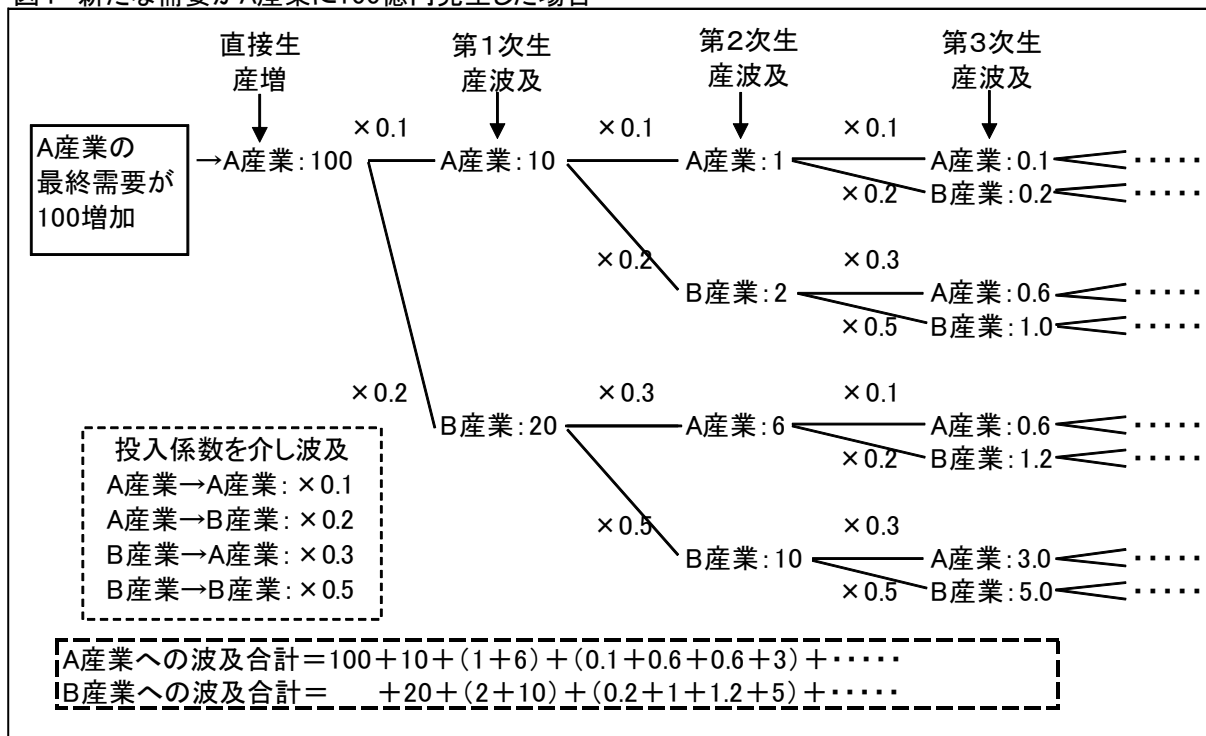 図1 新たな需要がA産業に100億円発生した場合
直接生
産増
第1次生
産波及
第2次生
産波及
第3次生
産波及
A産業の
最終需要が
100増加
→A産業:100
×0.1
A産業:10
×0.1
A産業:1
×0.1
A産業:0.1
・・・・・
×0.2
B産業:0.2
・・・・・
×0.2
B産業:2
×0.3
A産業:0.6
・・・・・
×0.5
B産業:1.0
・・・・・
×0.2
B産業:20
×0.3
A産業:6
×0.1
A産業:0.6
・・・・・
×0.2
B産業:1.2
・・・・・
×0.5
B産業:10
×0.3
A産業:3.0
・・・・・
×0.5
B産業:5.0
・・・・・
投入係数を介し波及
A産業→A産業:×0.1
A産業→B産業:×0.2
B産業→A産業:×0.3
B産業→B産業:×0.5
A産業への波及合計=100+10+(1+6)+(0.1+0.6+0.6+3)+・・・・・
B産業への波及合計= +20+(2+10)+(0.2+1+1.2+5)+・・・・・